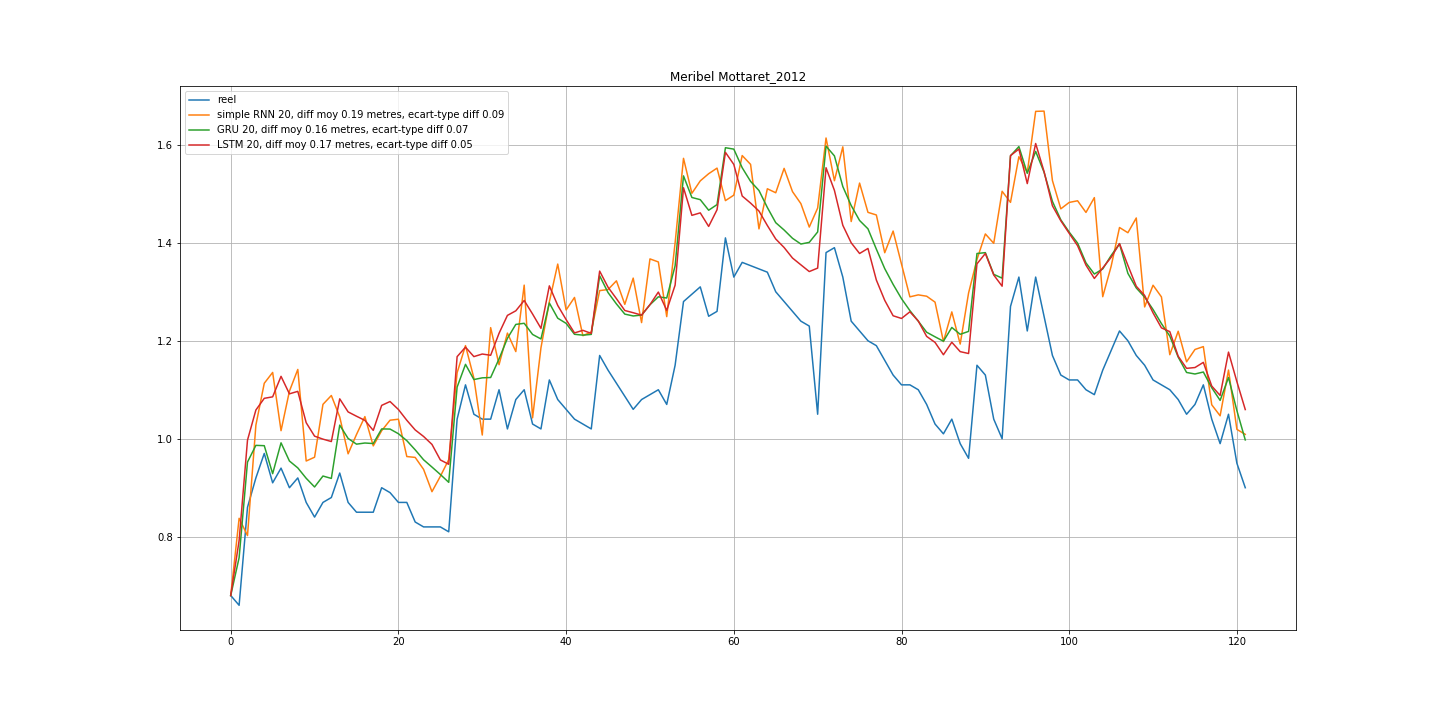 Meribel Mottaret_2012
reel
simple RNN 20, diff moy 0.19 metres, ecart-type diff 0.09
GRU 20, diff moy 0.16 metres, ecart-type diff 0.07
LSTM 20, diff moy 0.17 metres, ecart-type diff 0.05
1.6
1.4
1.2
1.0
0.8
0 20 40 60 80 100 120